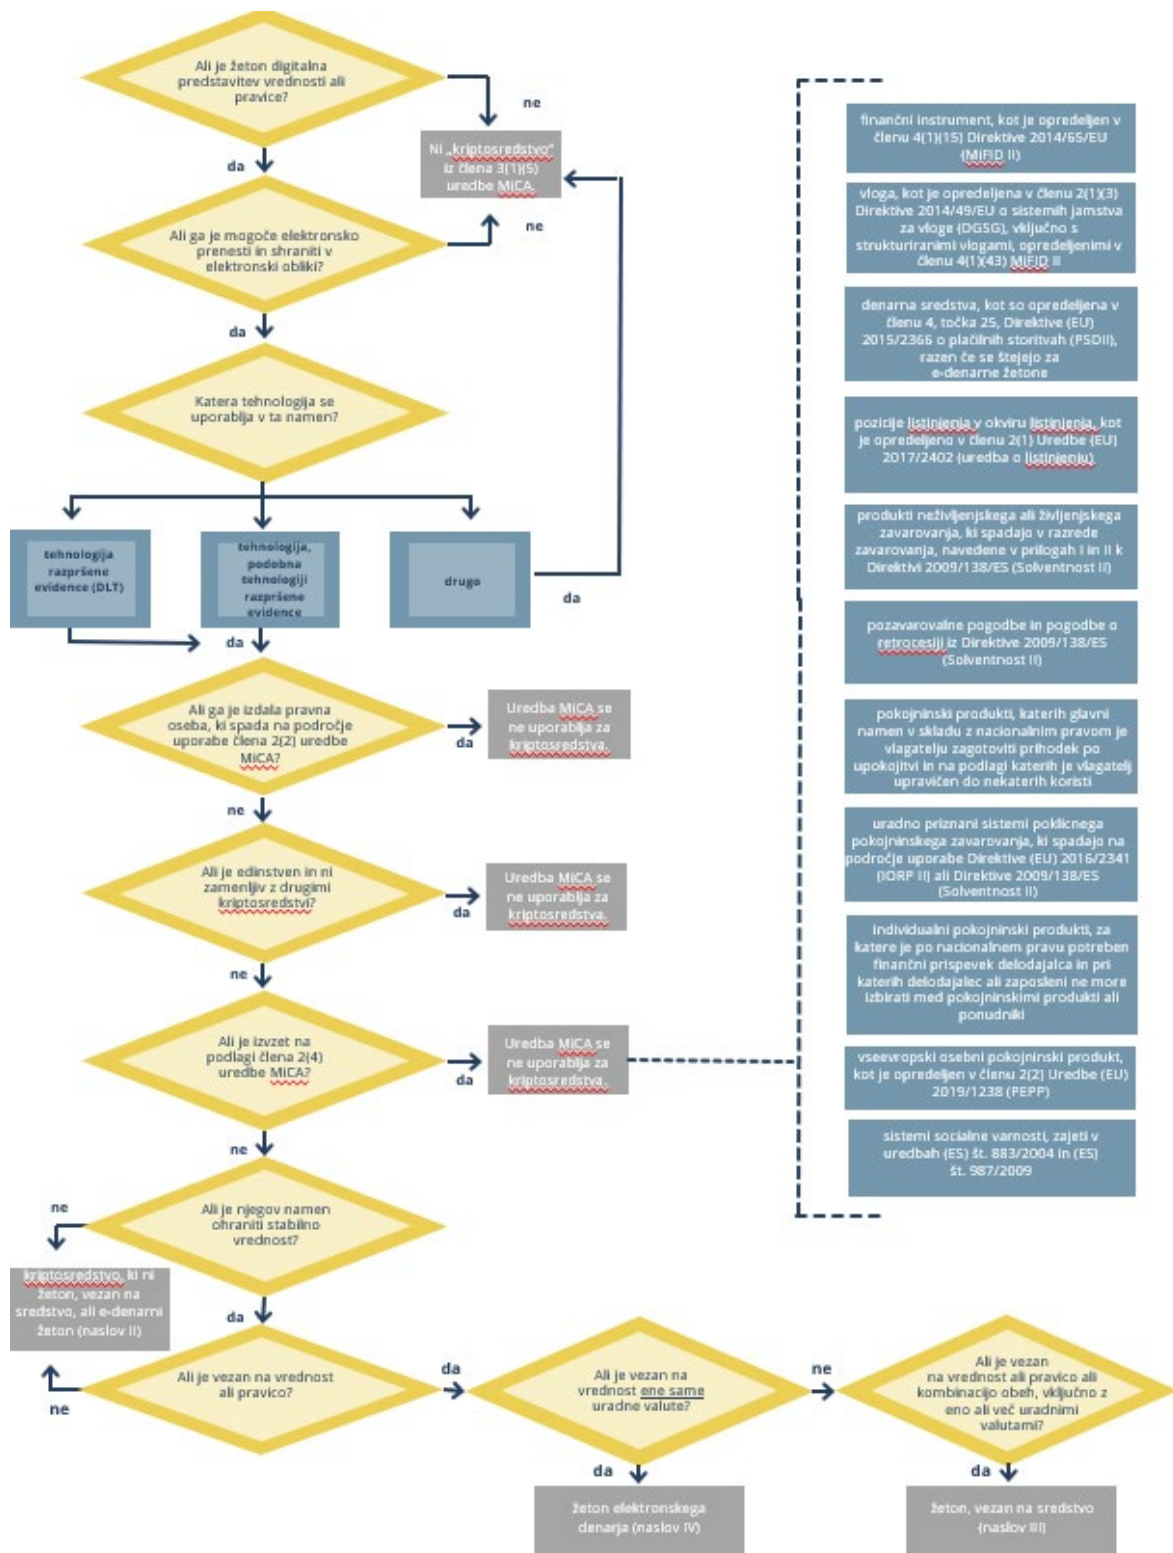 Ali je žeton digitalna
predstavitev vrednosti ali
pravice?
ne
da
Ni „kriptosredstvo“
iz člena 3(1)(5)
uredbe MiCA.
Ali ga je mogoče elektronsko
prenesti in shraniti v
elektronski obliki?
ne
da
Katera tehnologija se
uporablja v ta namen?
tehnologija
razpršene
evidence (DLT)
tehnologija,
podobna
tehnologiji
razpršene
evidence
drugo
da
da
Ali ga je izdala pravna
oseba, ki spada na področje
uporabe člena 2(2) uredbe
MiCA?
da
Uredba MiCA se
ne uporablja za
kriptosredstva.
ne
Ali je edinstven in ni
zamenljiv z drugimi
kriptosredstvi?
da
Uredba MiCA se
ne uporablja za
kriptosredstva.
ne
Ali je izvzet na
podlagi člena 2(4)
uredbe MiCA?
da
Uredba MiCA se
ne uporablja za
kriptosredstva.
ne
Ali je njegov namen
ohraniti stabilno
vrednost?
ne
kriptosredstvo, ki ni
žeton, vezan na
sredstvo, ali e-denarni
žeton (naslov II)
da
Ali je vezan na vrednost
ali pravico?
ne
da
Ali je vezan na
vrednost ene same
uradne valute?
ne
da
žeton elektronskega
denarja (naslov IV)
Ali je vezan
na vrednost ali pravico ali
kombinacijo obeh, vključno z
eno ali več uradnimi
valutami?
da
žeton, vezan na sredstvo
(naslov III)
finančni instrument, kot je opredeljen v
členu 4(1)(15) Direktive 2014/65/EU
(MiFID II)
vloga, kot je opredeljena v členu 2(1)(3)
Direktive 2014/49/EU o sistemih jamstva
za vloge (DGSG), vključno s
strukturiranimi vlogami, opredeljenimi v
členu 4(1)(43) MiFID II
denarna sredstva, kot so opredeljena v
členu 4, točka 25, Direktive (EU)
2015/2366 o plačilnih storitvah (PSDII),
razen če se štejejo za
e-denarne žetone
pozicije listinjenja v okviru listinjenja, kot
je opredeljeno v členu 2(1) Uredbe (EU)
2017/2402 (uredba o listinjenju)
produkti neživljenjskega ali življenjskega
zavarovanja, ki spadajo v razrede
zavarovanja, navedene v prilogah I in II k
Direktivi 2009/138/ES (Solventnost II)
pozavarovalne pogodbe in pogodbe o
retrocesiji iz Direktive 2009/138/ES
(Solventnost II)
pokojninski produkti, katerih glavni
namen v skladu z nacionalnim pravom je
vlagatelju zagotoviti prihodek po
upokojitvi in na podlagi katerih je vlagatelj
upravičen do nekaterih koristi
uradno priznani sistemi poklicnega
pokojninskega zavarovanja, ki spadajo na
področje uporabe Direktive (EU) 2016/2341
(IORP II) ali Direktive 2009/138/ES
(Solventnost II)
individualni pokojninski produkti, za
katere je po nacionalnem pravu potreben
finančni prispevek delodajalca in pri
katerih delodajalec ali zaposleni ne more
izbirati med pokojninskimi produkti ali
ponudniki
vseevropski osebni pokojninski produkt,
kot je opredeljen v členu 2(2) Uredbe (EU)
2019/1238 (PEPP)
sistemi socialne varnosti, zajeti v
uredbah (ES) št. 883/2004 in (ES)
št. 987/2009